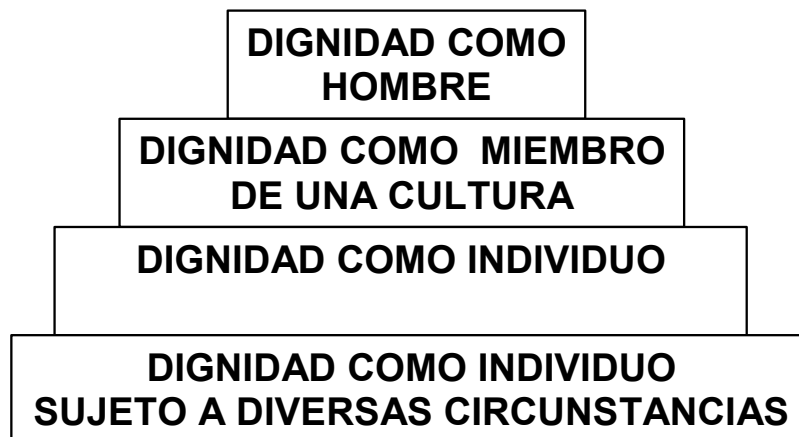 DIGNIDAD COMO
HOMBRE
DIGNIDAD COMO MIEMBRO
DE UNA CULTURA
DIGNIDAD COMO INDIVIDUO
DIGNIDAD COMO INDIVIDUO
SUJETO A DIVERSAS CIRCUNSTANCIAS